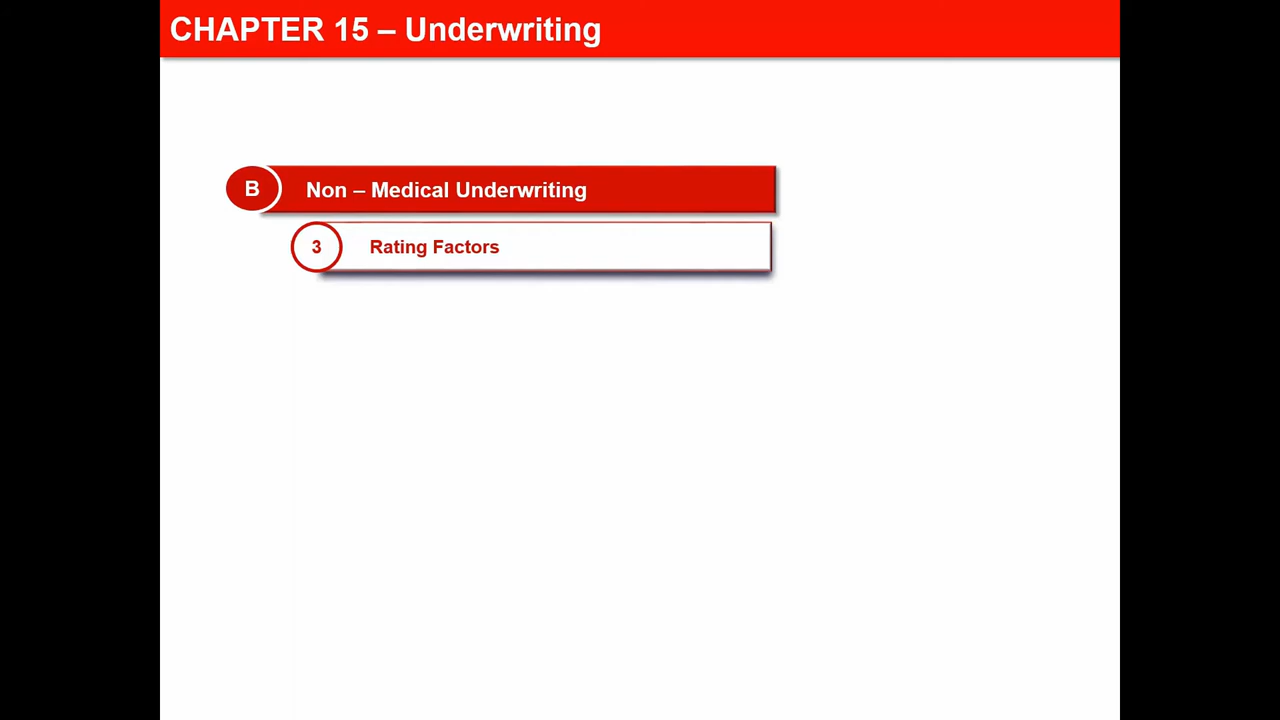 CHAPTER 15 – Underwriting
B Non – Medical Underwriting
3 Rating Factors